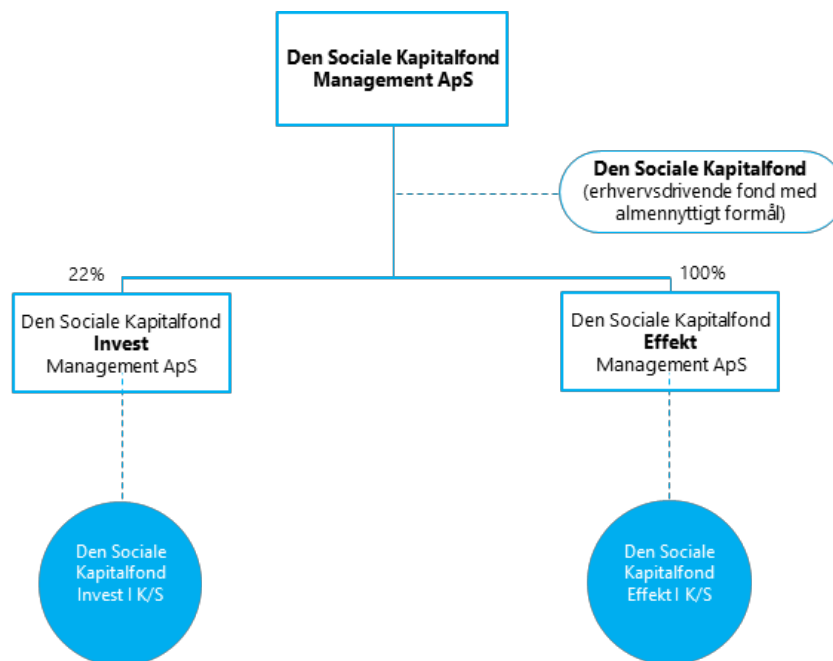 Den Sociale Kapitalfond
Management ApS
Den Sociale Kapitalfond
(erhvervsdrivende fond med
almennyttigt formål)
22%
100%
Den Sociale Kapitalfond
Invest
Management ApS
Den Sociale Kapitalfond
Effekt
Management ApS
Den Sociale
Kapitalfond
Invest I K/S
Den Sociale
Kapitalfond
Effekt I K/S